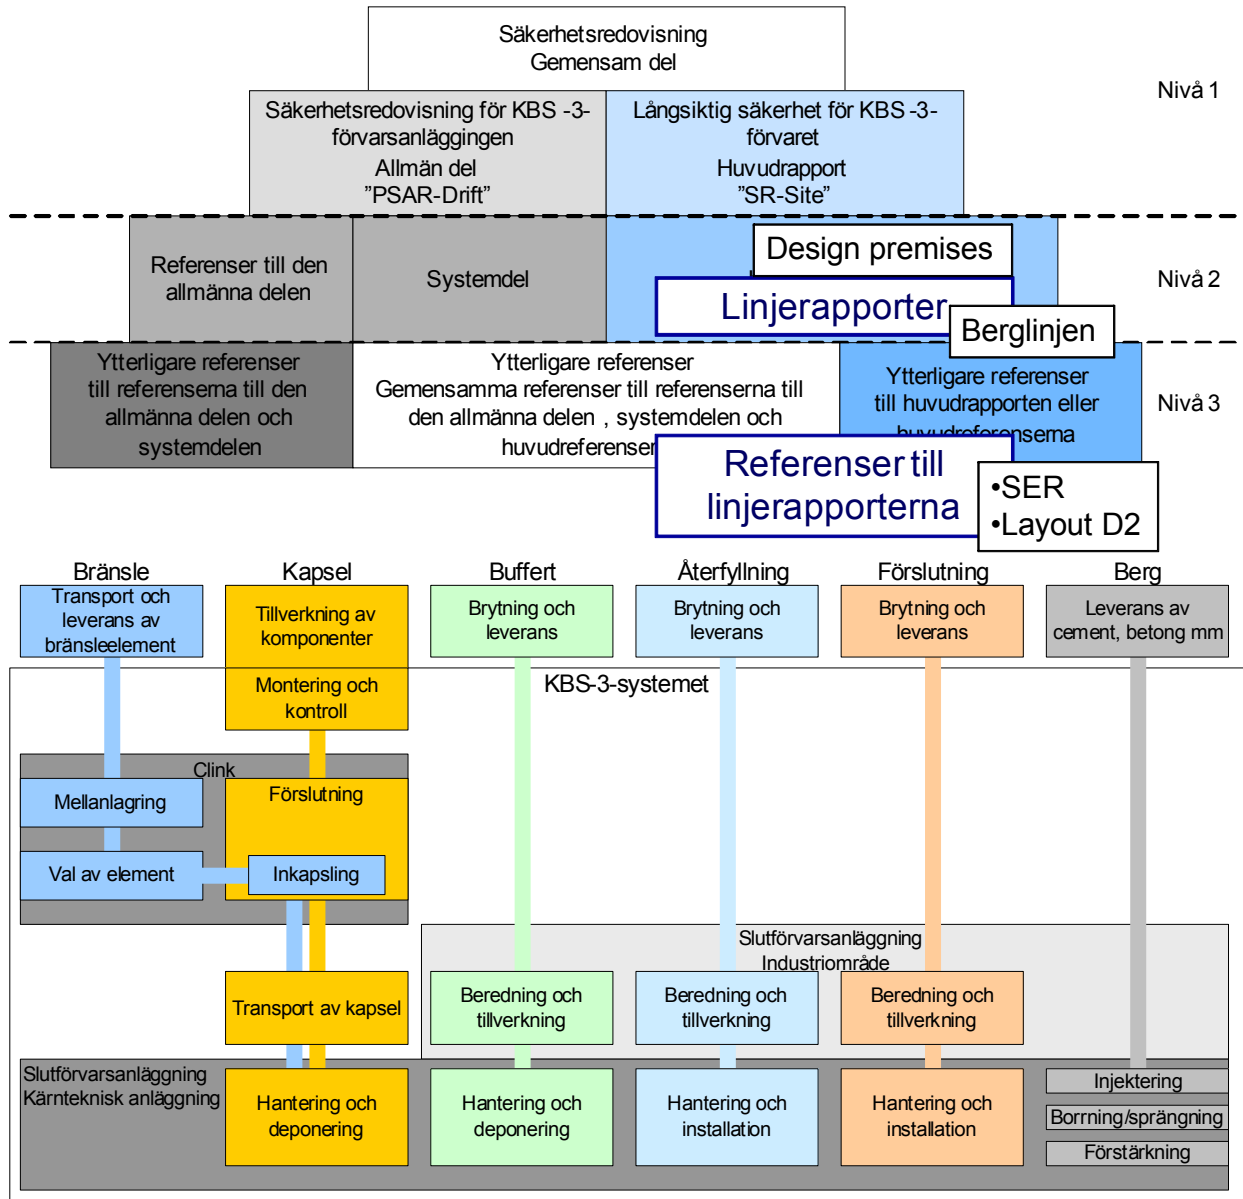 Säkerhetsredovisning
Gemensam del
Nivå 1
Säkerhetsredovisning för KBS -3-
förvarsanläggingen
Allmän del
"PSAR-Drift"
Långsiktig säkerhet för KBS -3-
förvaret
Huvudrapport
"SR-Site"
Referenser till den
allmänna delen
Systemdel
Design premises
Linjerapporter
Berglinjen
Nivå 2
Ytterligare referenser
till referenserna till den
allmänna delen och
systemdelen
Ytterligare referenser
Gemensamma referenser till referenserna till
den allmänna delen , systemdelen och
huvudreferenser
Ytterligare referenser
till huvudrapporten eller
huvudreferenserna
Nivå 3
Referenser till
linjerapporterna
•SER
•Layout D2
Bränsle
Kapsel
Buffert
Återfyllning
Förslutning
Berg
Transport och
leverans av
bränsleelement
Tillverkning av
komponenter
Brytning och
leverans
Brytning och
leverans
Brytning och
leverans
Leverans av
cement, betong mm
KBS-3-systemet
Montering och
kontroll
Clink
Mellanlagring
Förslutning
Val av element
Inkapsling
Slutförvarsanläggning
Industriområde
Transport av kapsel
Beredning och
tillverkning
Beredning och
tillverkning
Beredning och
tillverkning
Slutförvarsanläggning
Kärnteknisk anläggning
Hantering och
deponering
Hantering och
deponering
Hantering och
installation
Hantering och
installation
Injektering
Borrning/sprängning
Förstärkning